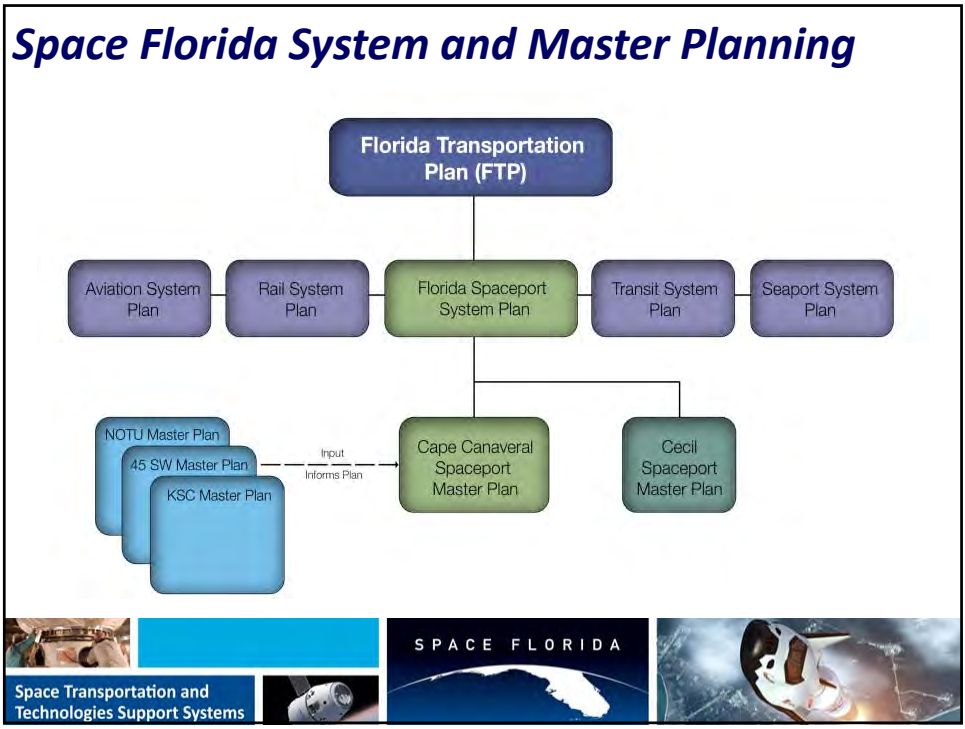 Space Florida System and Master Planning
Florida Transportation
Plan (FTP)
Aviation System
Plan
Rail System
Plan
Florida Spaceport
System Plan
Transit System
Plan
Seaport System
Plan
NOTU Master Plan
45 SW Master Plan
KSC Master Plan
Input
Informs Plan
Cape Canaveral
Spaceport
Master Plan
Cecil
Spaceport
Master Plan
SPACE FLORIDA
Space Transportation and
Technologies Support Systems